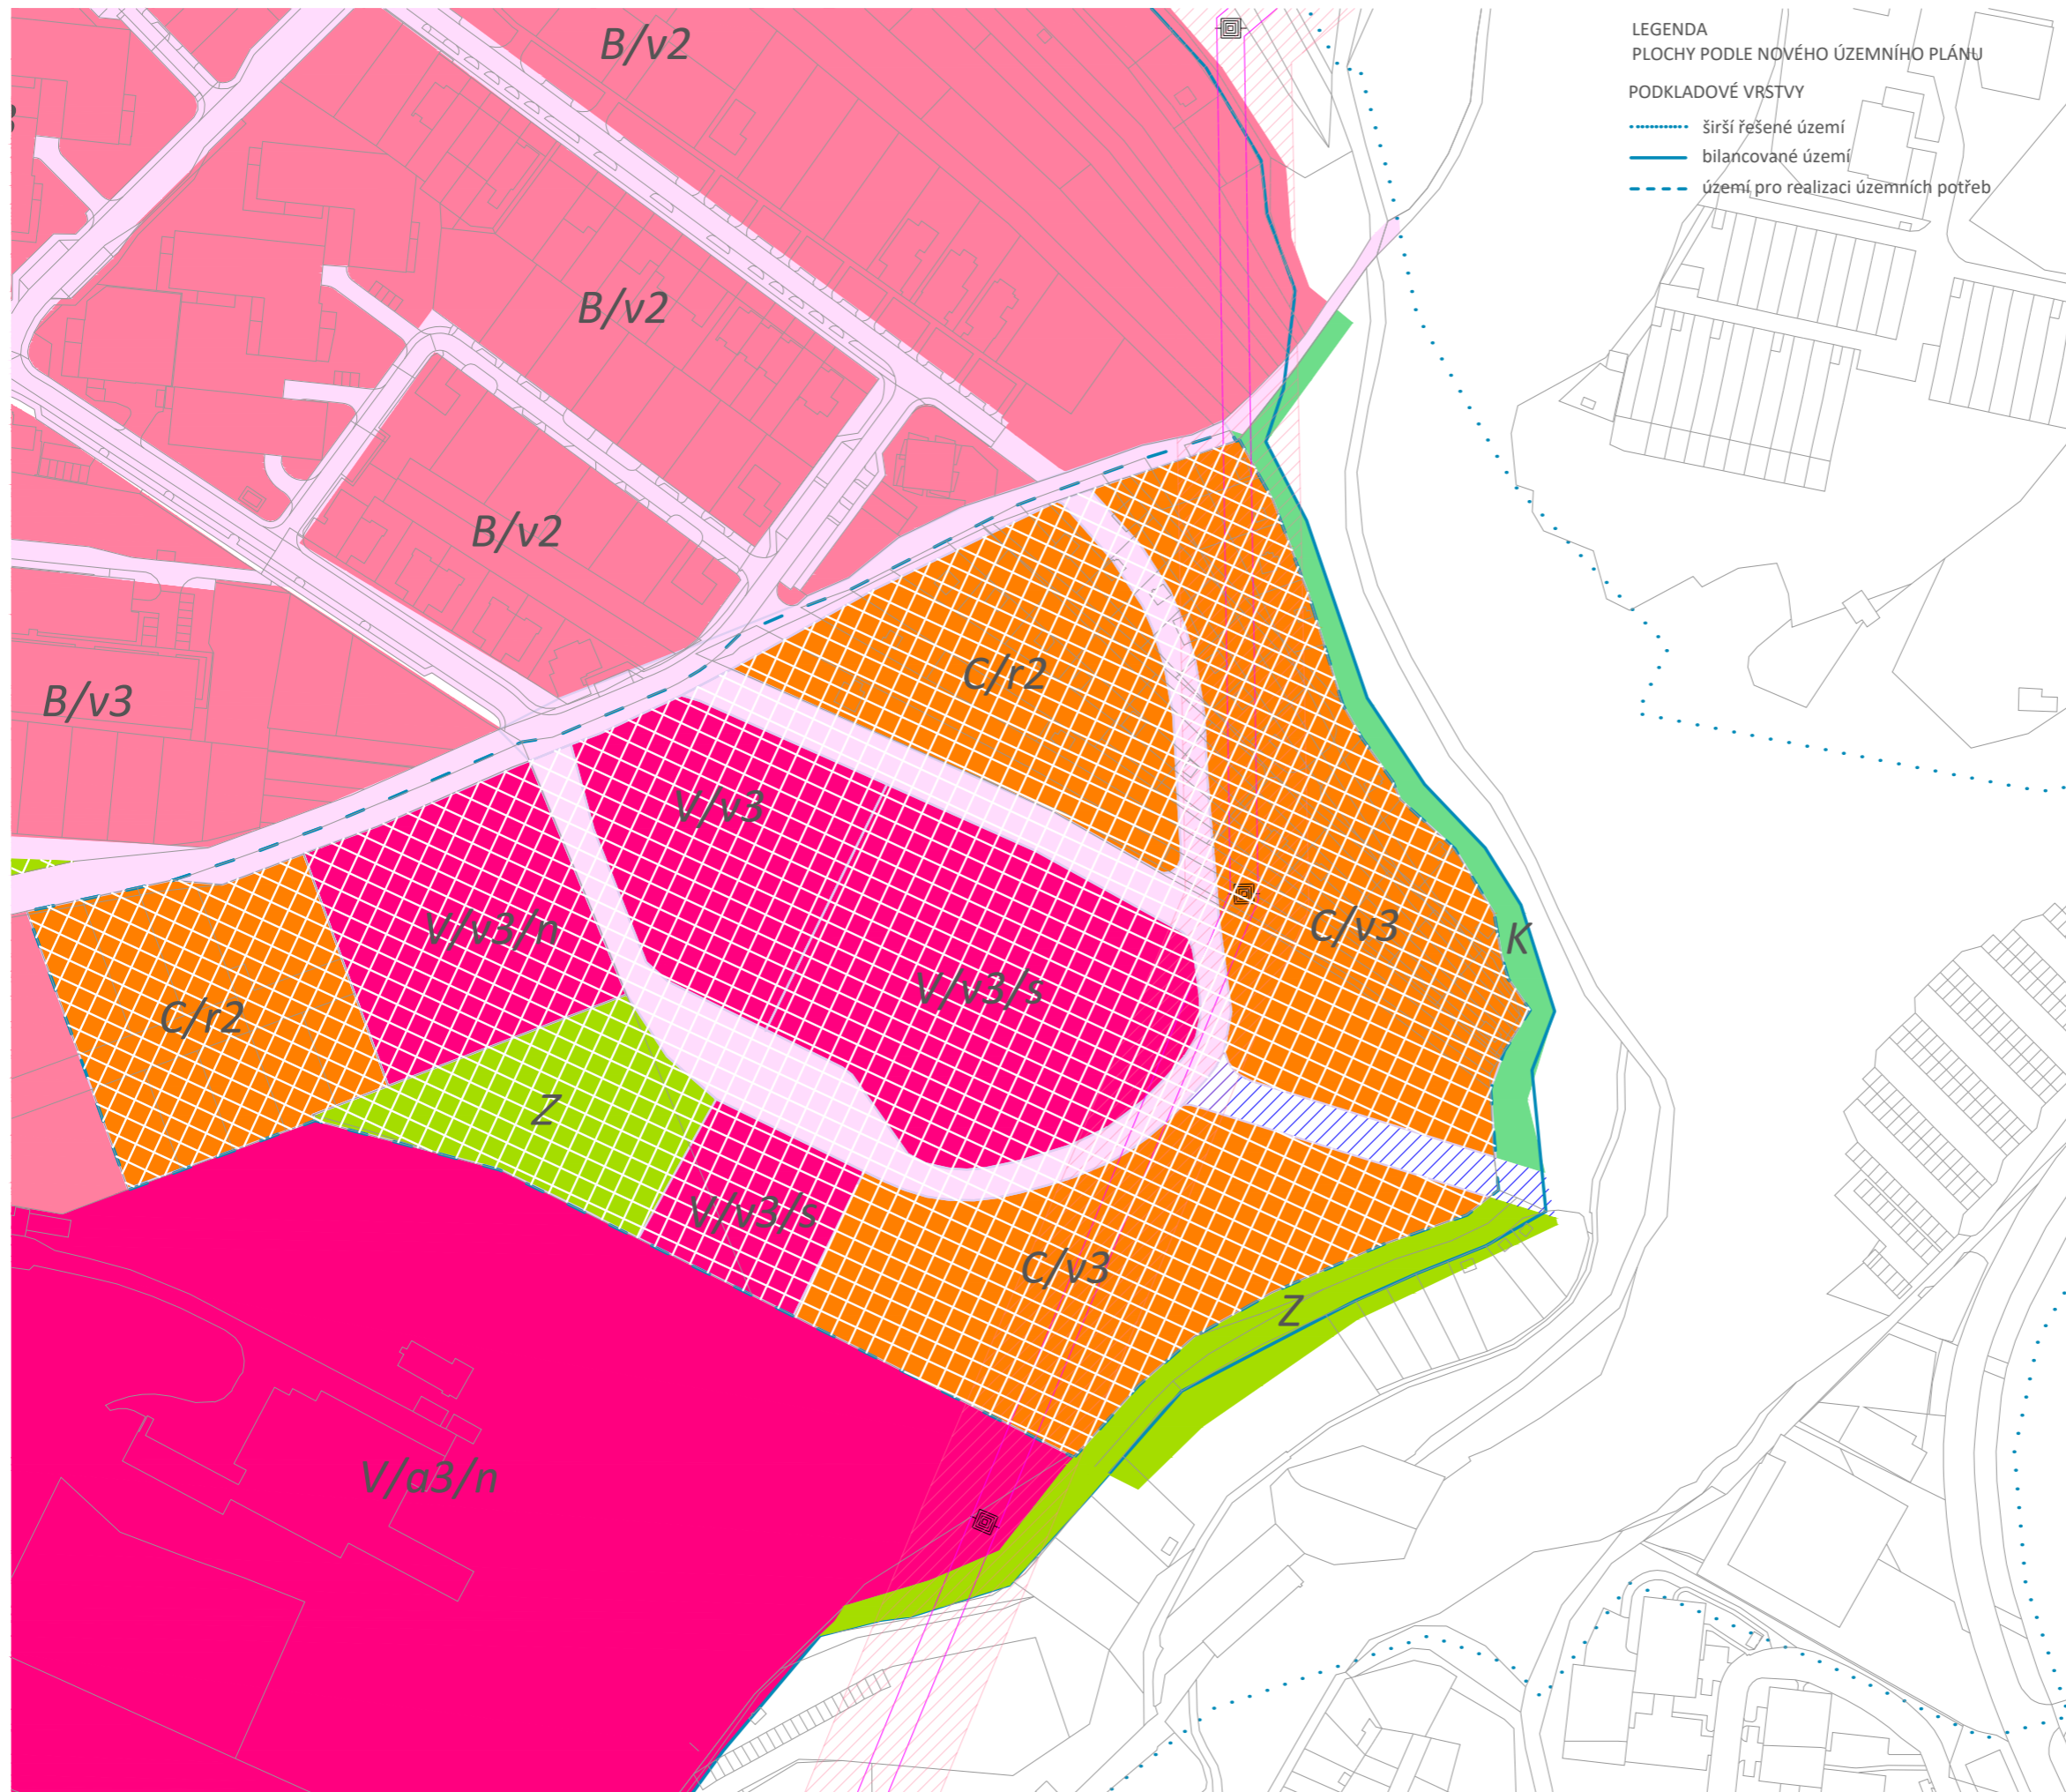 LEGENDA
PLOCHY PODLE NOVÉHO ÚZEMNÍHO PLÁNU
PODKLADOVÉ VRSTVY
širší řešené území
bilancované území
území pro realizaci územních potřeb
B/v2
B/v2
B/v2
B/v3
C/r2
V/v3
V/v3/n
C/v3
K
V/v3/s
C/r2
Z
V/v3/s
C/v3
Z
V/a3/n